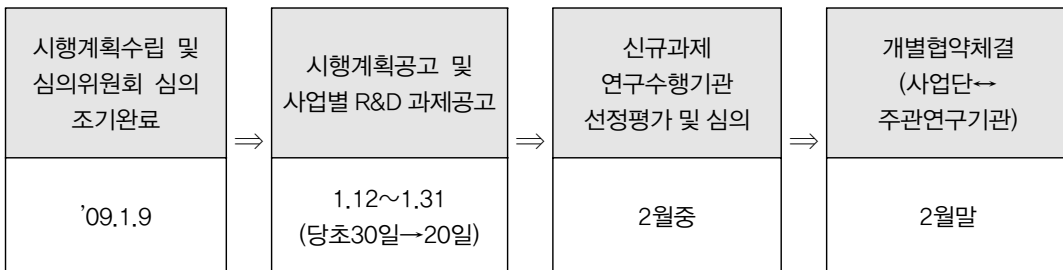 시행계획수립 및
심의위원회 심의
조기완료
'09.1.9
⇒
시행계획공고 및
사업별 R&D 과제공고
1.12～1.31
(당초30일→20일)
⇒
신규과제
연구수행기관
선정평가 및 심의
2월중
⇒
개별협약체결
(사업단↔
주관연구기관)
2월말